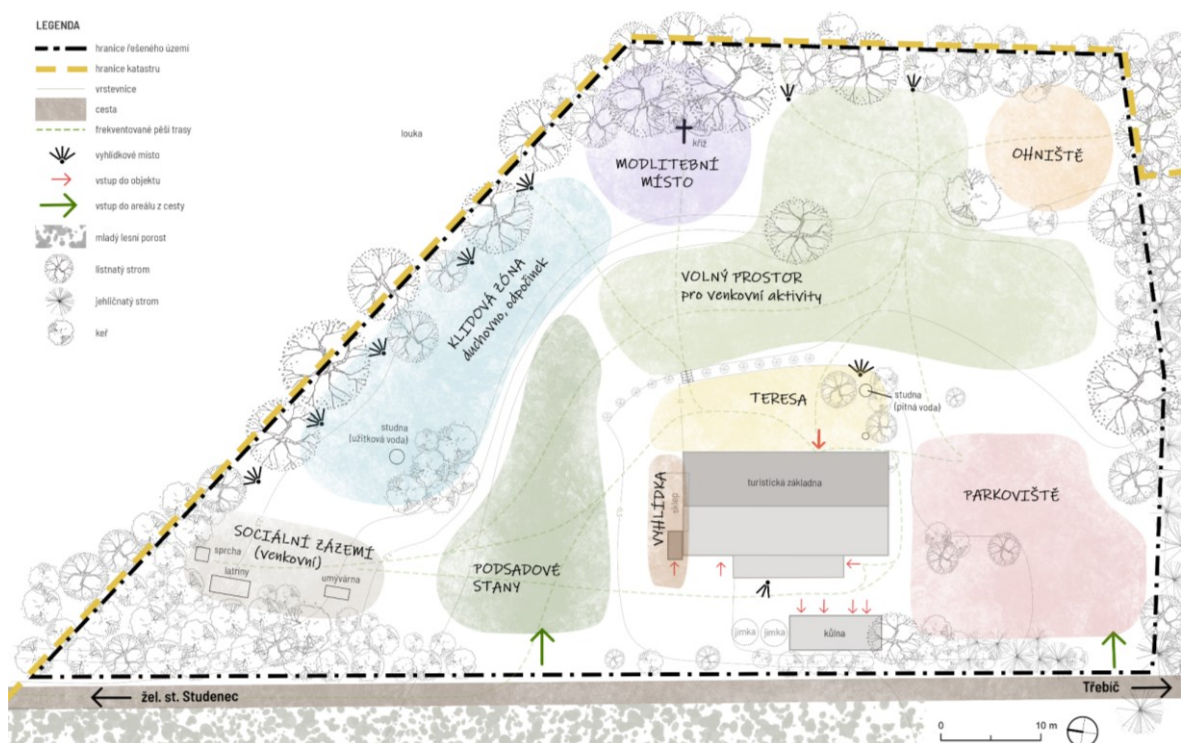 LEGENDA
hranice řešeného území
hranice katastru
vrstevnice
cesta
frekventované pěší trasy
vyhlídkové místo
vstup do objektu
vstup do areálu z cesty
mladý lesní porost
listnatý strom
jehličnatý strom
keř
louka
kříž
MODLITEBNÍ
MÍSTO
OHNIŠTĚ
KLIDOVÁ ZÓNA
duchovno, odpočinek
VOLNÝ PROSTOR
pro venkovní aktivity
TERESA
studna
(pitná voda)
studna
(užitková voda)
turistická základna
VYHLÍDKA
sklep
PARKOVIŠTĚ
SOCIÁLNÍ ZÁZEMÍ
(venkovní)
sprcha
latríny
umývárna
PODSADOVÉ
STANY
jímka
jímka
kůlna
žel. st. Studenec
Třebíč
0
10 m